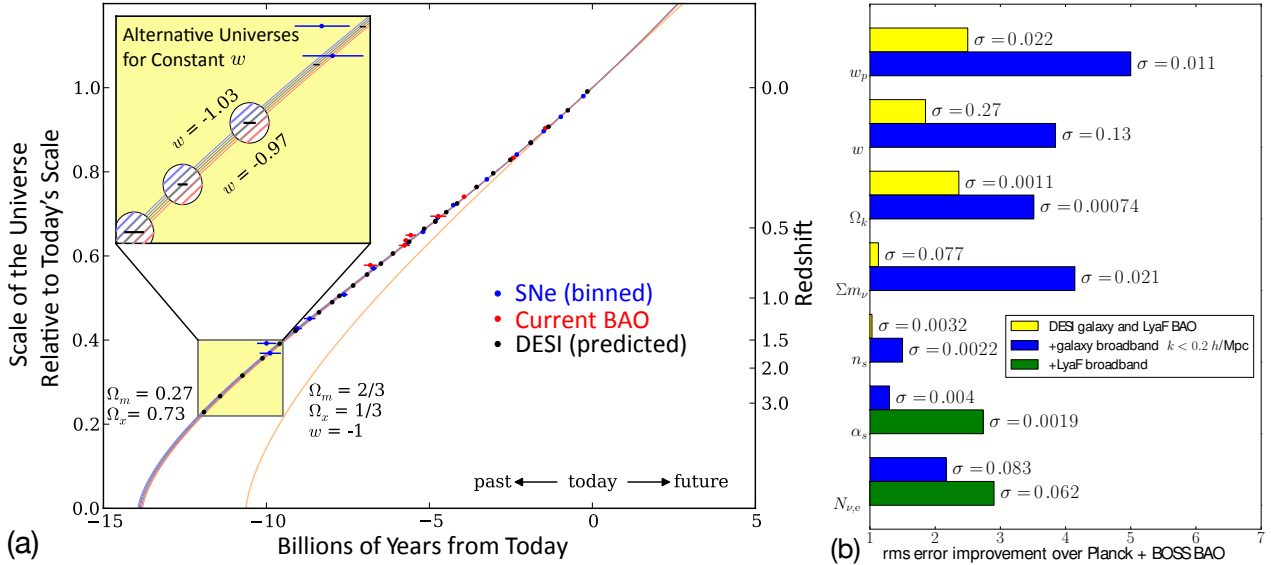 Alternative Universes
for Constant w
w = -1.03
w = -0.97
1.0
0.8
0.6
0.4
0.2
0.0
Scale of the Universe
Relative to Today's Scale
0.0
0.5
1.0
1.5
2.0
3.0
Redshift
SNe (binned)
Current BAO
DESI (predicted)
Ωm = 0.27
Ωx = 0.73
Ωm = 2/3
Ωx = 1/3
w = -1
past
today
future
−15
−10
−5
0
5
Billions of Years from Today
(a)
wp
σ = 0.022
σ = 0.011
w
σ = 0.27
σ = 0.13
Ωk
σ = 0.0011
σ = 0.00074
Σmν
σ = 0.077
σ = 0.021
ns
σ = 0.0032
σ = 0.0022
αs
σ = 0.004
σ = 0.0019
Nν,e
σ = 0.083
σ = 0.062
DESI galaxy and LyaF BAO
+galaxy broadband k < 0.2 h/Mpc
+LyaF broadband
1
2
3
4
5
6
7
rms error improvement over Planck + BOSS BAO
(b)